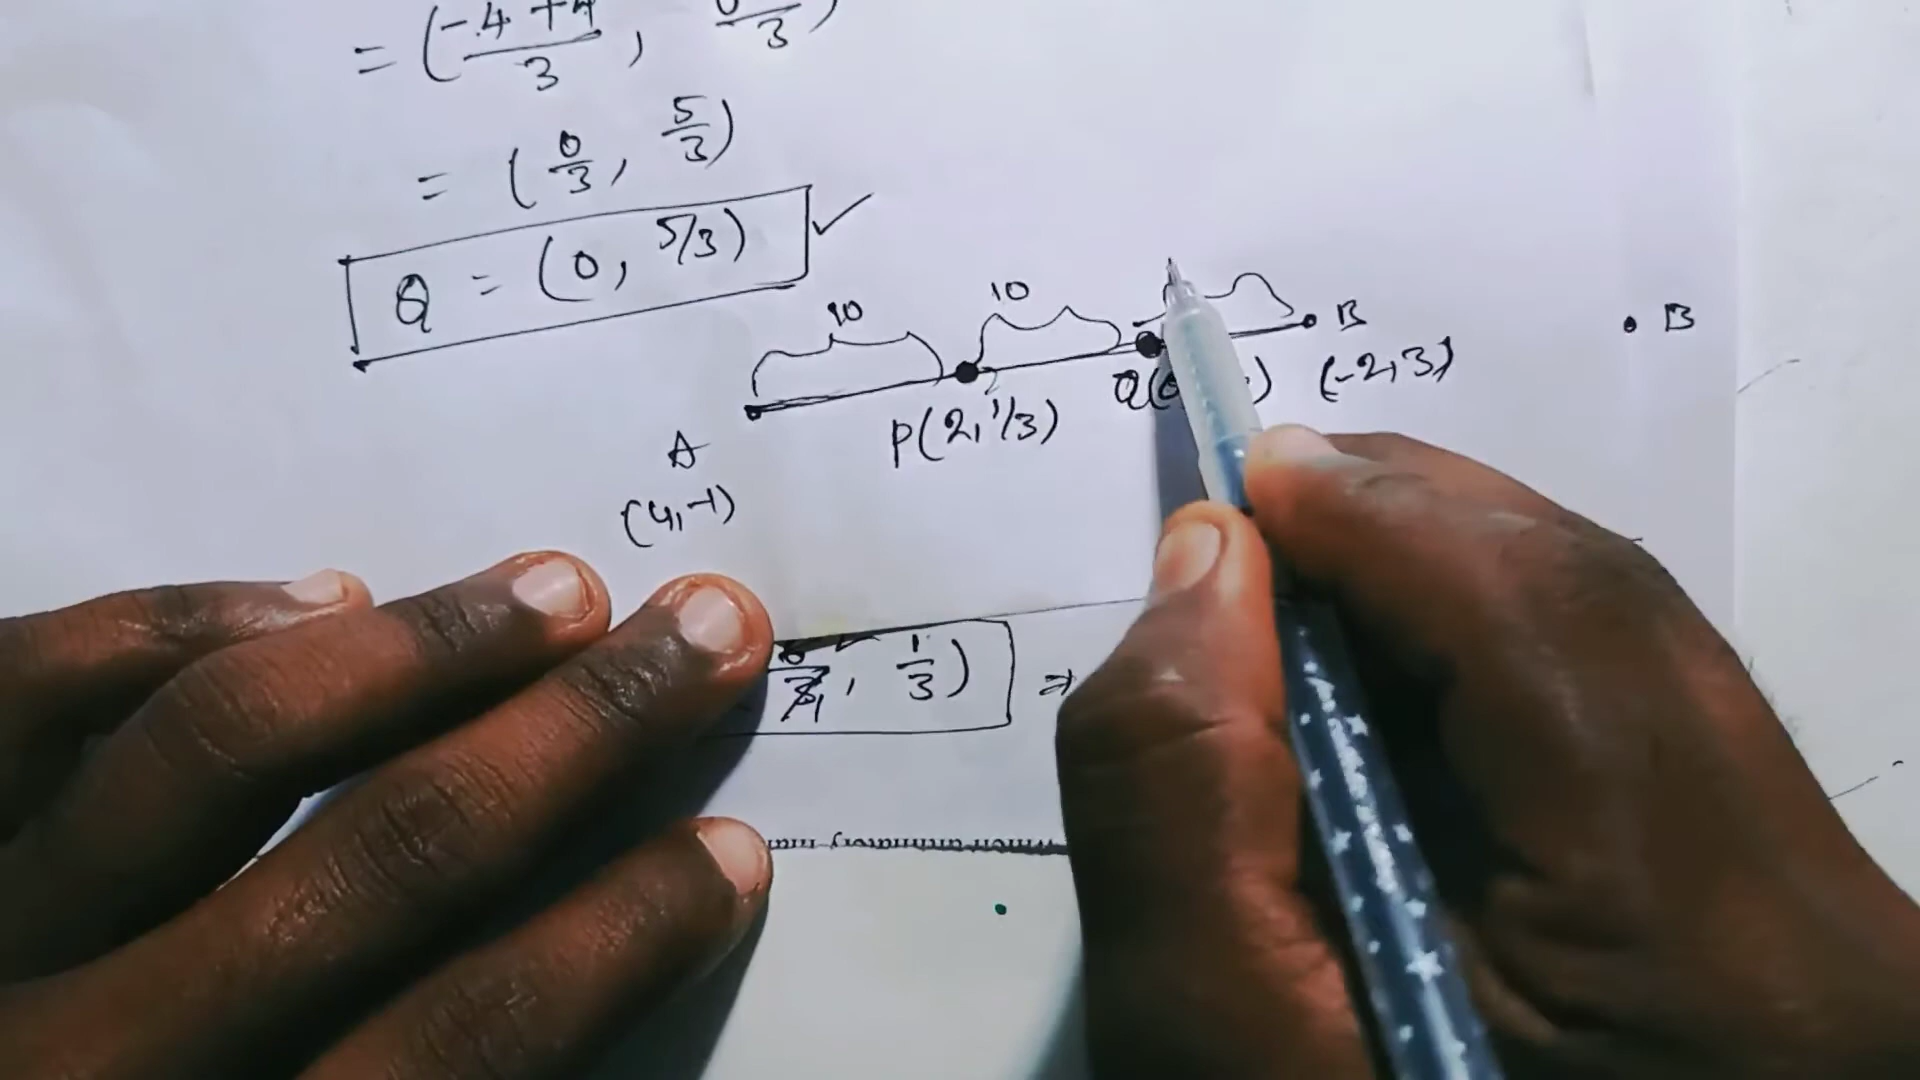 = (-4+4/3, /3)
= (0/3, 5/3)
Q = (0, 5/3) ✓
10
10
B
B
P(2, 1/3)
Q(0
(-2,3)
A
(4,-1)
, 1/3) ⇒